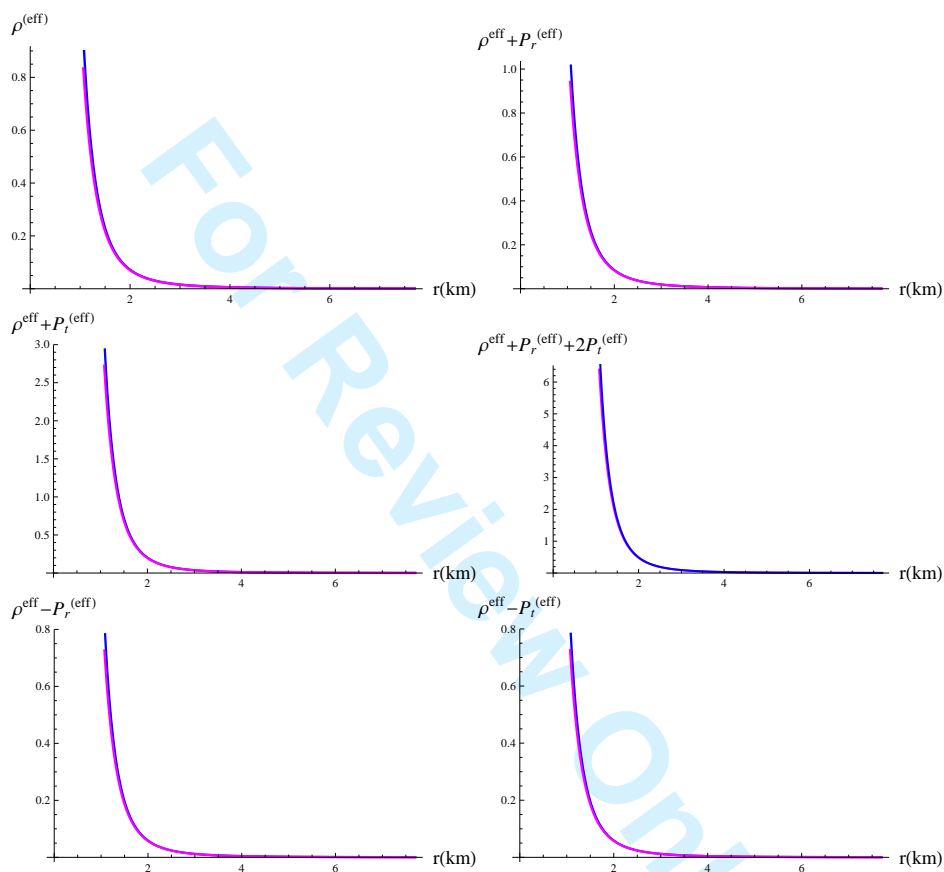 ρ^(eff)
0.8
0.6
0.4
0.2
2 4 6 r(km)
ρ^eff+P_r^(eff)
1.0
0.8
0.6
0.4
0.2
2 4 6 r(km)
ρ^eff+P_t^(eff)
3.0
2.5
2.0
1.5
1.0
0.5
2 4 6 r(km)
ρ^eff+P_r^(eff)+2P_t^(eff)
6
5
4
3
2
1
2 4 6 r(km)
ρ^eff−P_r^(eff)
0.8
0.6
0.4
0.2
2 4 6 r(km)
ρ^eff−P_t^(eff)
0.8
0.6
0.4
0.2
2 4 6 r(km)
For Review Onl